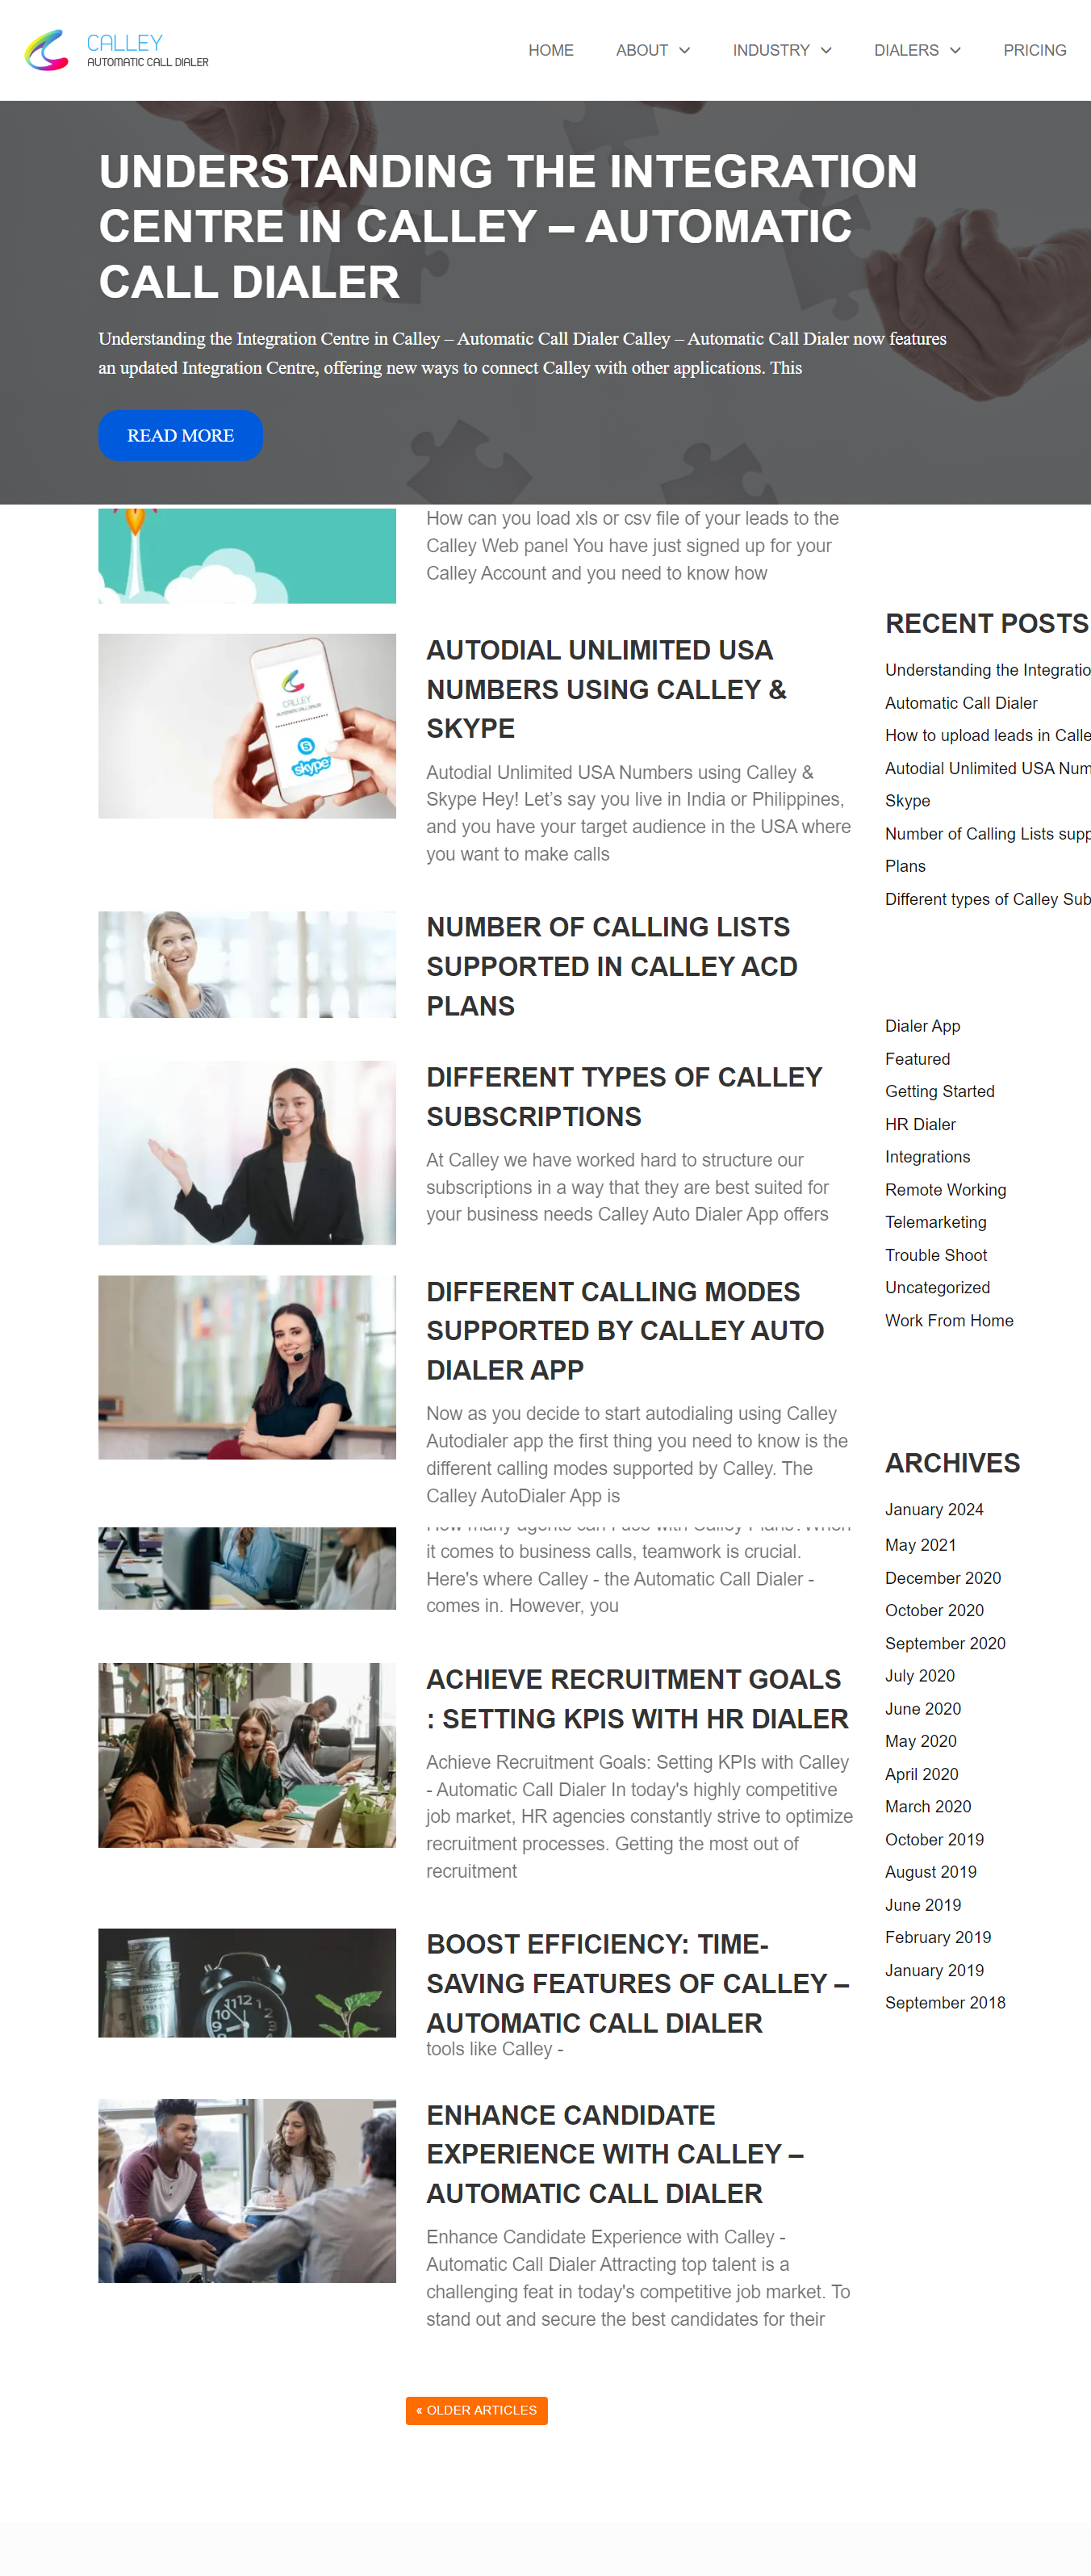 CALLEY
AUTOMATIC CALL DIALER
HOME
ABOUT
INDUSTRY
DIALERS
PRICING
UNDERSTANDING THE INTEGRATION
CENTRE IN CALLEY – AUTOMATIC
CALL DIALER
Understanding the Integration Centre in Calley – Automatic Call Dialer Calley – Automatic Call Dialer now features
an updated Integration Centre, offering new ways to connect Calley with other applications. This
READ MORE
How can you load xls or csv file of your leads to the
Calley Web panel You have just signed up for your
Calley Account and you need to know how
CALLEY
AUTOMATIC CALL DIALER
skype
AUTODIAL UNLIMITED USA
NUMBERS USING CALLEY &
SKYPE
Autodial Unlimited USA Numbers using Calley &
Skype Hey! Let’s say you live in India or Philippines,
and you have your target audience in the USA where
you want to make calls
NUMBER OF CALLING LISTS
SUPPORTED IN CALLEY ACD
PLANS
DIFFERENT TYPES OF CALLEY
SUBSCRIPTIONS
At Calley we have worked hard to structure our
subscriptions in a way that they are best suited for
your business needs Calley Auto Dialer App offers
DIFFERENT CALLING MODES
SUPPORTED BY CALLEY AUTO
DIALER APP
Now as you decide to start autodialing using Calley
Autodialer app the first thing you need to know is the
different calling modes supported by Calley. The
Calley AutoDialer App is
How many agents can I use with Calley Plans? When
it comes to business calls, teamwork is crucial.
Here's where Calley - the Automatic Call Dialer -
comes in. However, you
ACHIEVE RECRUITMENT GOALS
: SETTING KPIS WITH HR DIALER
Achieve Recruitment Goals: Setting KPIs with Calley
- Automatic Call Dialer In today's highly competitive
job market, HR agencies constantly strive to optimize
recruitment processes. Getting the most out of
recruitment
BOOST EFFICIENCY: TIME-
SAVING FEATURES OF CALLEY –
AUTOMATIC CALL DIALER
tools like Calley -
ENHANCE CANDIDATE
EXPERIENCE WITH CALLEY –
AUTOMATIC CALL DIALER
Enhance Candidate Experience with Calley -
Automatic Call Dialer Attracting top talent is a
challenging feat in today's competitive job market. To
stand out and secure the best candidates for their
« OLDER ARTICLES
RECENT POSTS
Understanding the Integratio
Automatic Call Dialer
How to upload leads in Calle
Autodial Unlimited USA Num
Skype
Number of Calling Lists supp
Plans
Different types of Calley Sub
Dialer App
Featured
Getting Started
HR Dialer
Integrations
Remote Working
Telemarketing
Trouble Shoot
Uncategorized
Work From Home
ARCHIVES
January 2024
May 2021
December 2020
October 2020
September 2020
July 2020
June 2020
May 2020
April 2020
March 2020
October 2019
August 2019
June 2019
February 2019
January 2019
September 2018